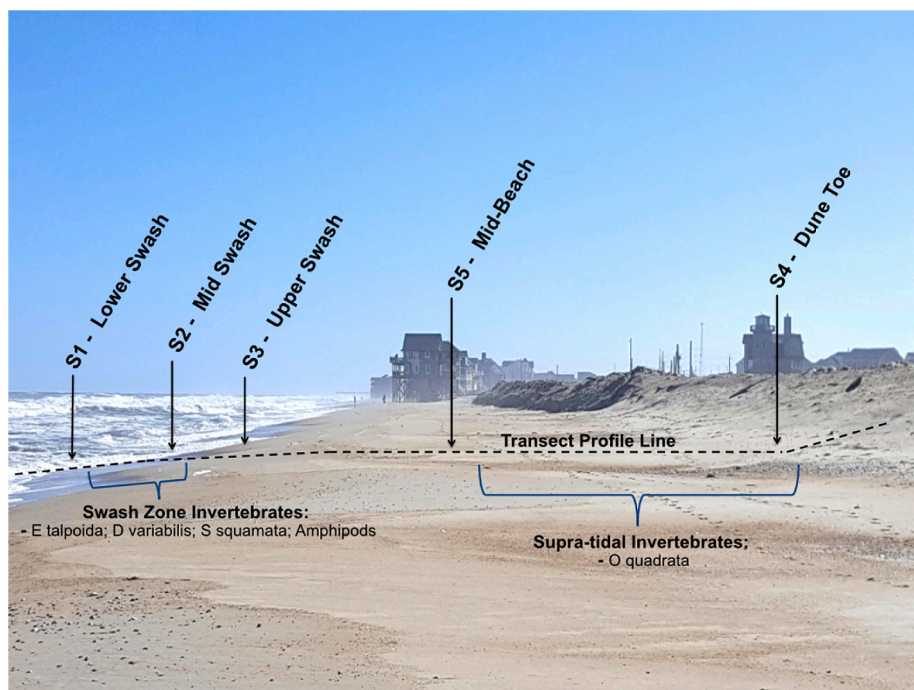 S1 - Lower Swash
S2 - Mid Swash
S3 - Upper Swash
S5 - Mid-Beach
S4 - Dune Toe
Transect Profile Line
Swash Zone Invertebrates:
- E talpoida; D variabilis; S squamata; Amphipods
Supra-tidal Invertebrates;
- O quadrata